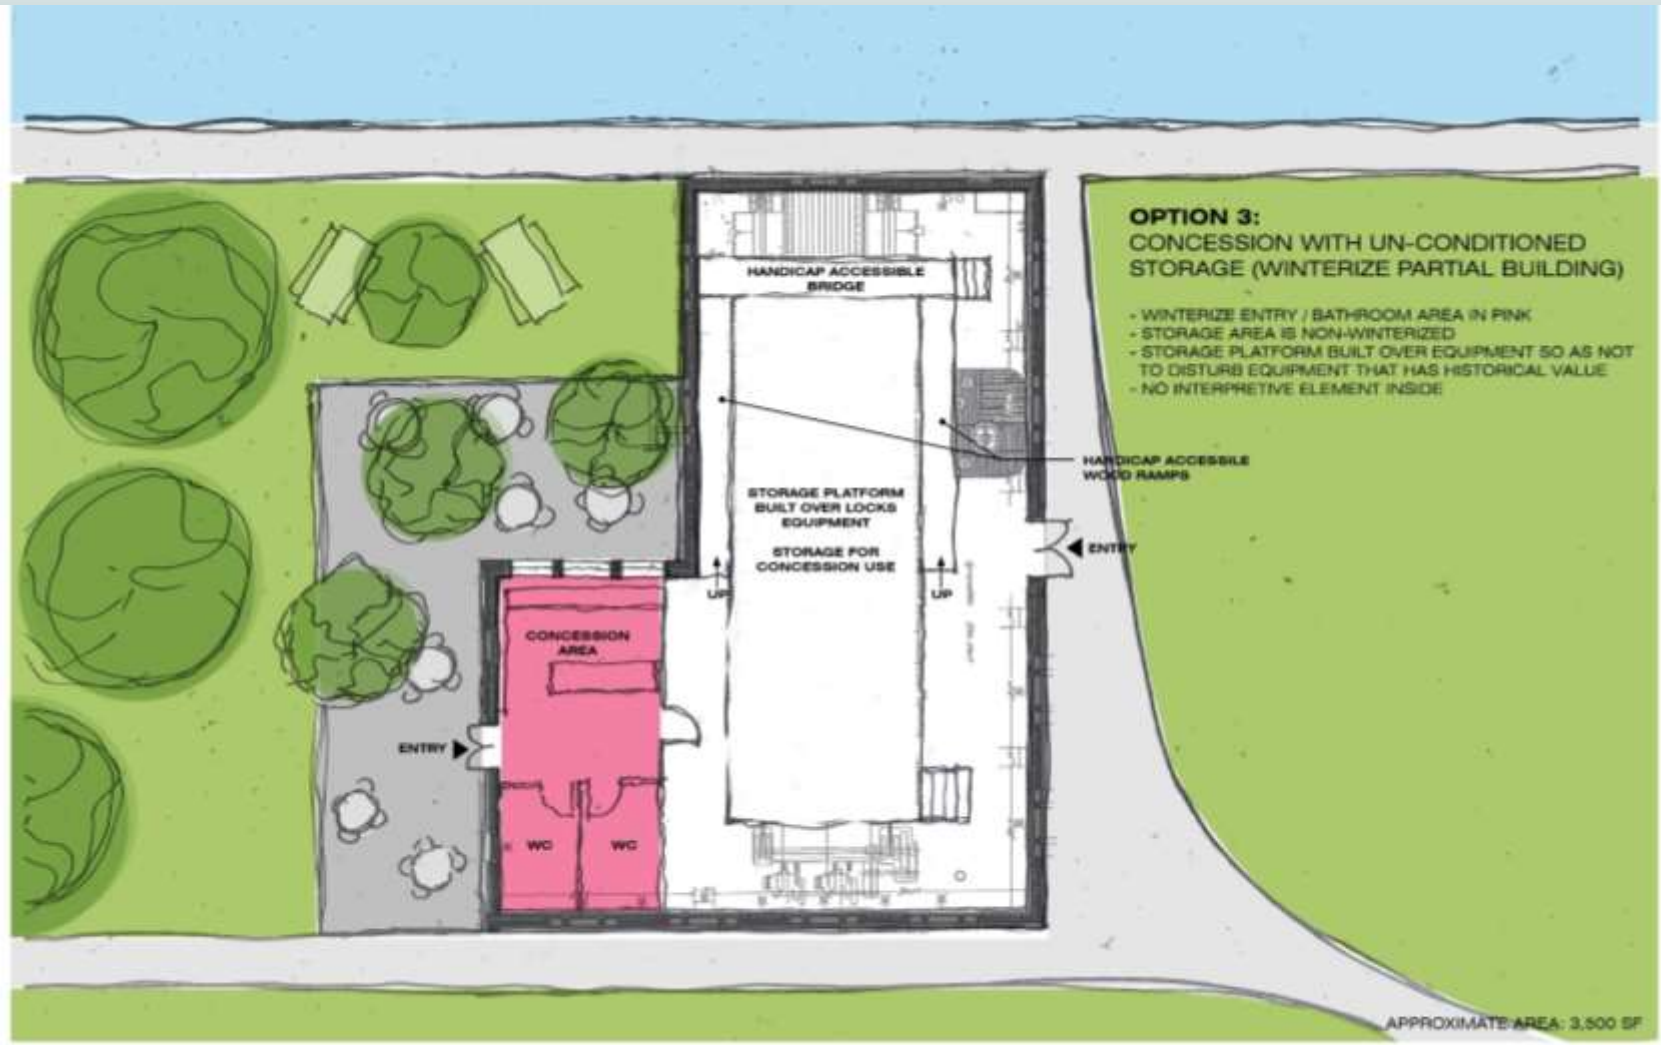 OPTION 3:
CONCESSION WITH UN-CONDITIONED
STORAGE (WINTERIZE PARTIAL BUILDING)
- WINTERIZE ENTRY / BATHROOM AREA IN PINK
- STORAGE AREA IS NON-WINTERIZED
- STORAGE PLATFORM BUILT OVER EQUIPMENT SO AS NOT
TO DISTURB EQUIPMENT THAT HAS HISTORICAL VALUE
- NO INTERPRETIVE ELEMENT INSIDE
HANDICAP ACCESSIBLE
BRIDGE
HANDICAP ACCESSIBILE
WOOD RAMPS
STORAGE PLATFORM
BUILT OVER LOCKS
EQUIPMENT
STORAGE FOR
CONCESSION USE
ENTRY
UP
UP
CONCESSION
AREA
ENTRY
WC
WC
APPROXIMATE AREA: 3,500 SF